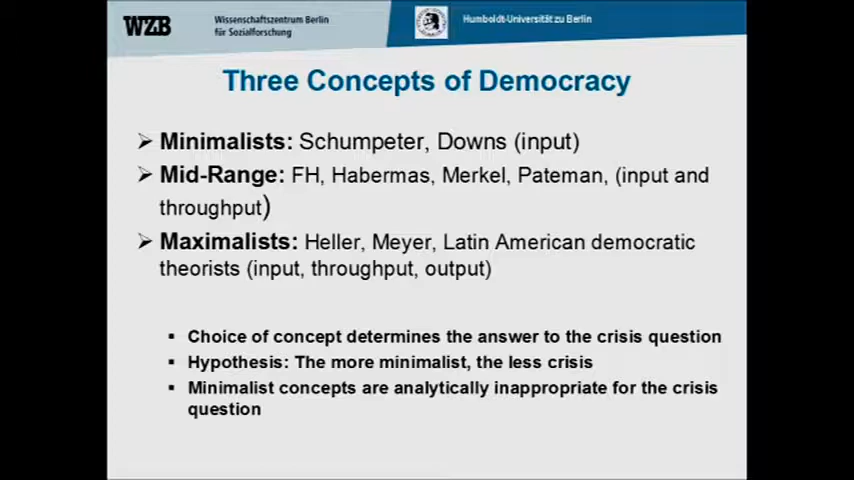 WZB
Wissenschaftszentrum Berlin
für Sozialforschung
Humboldt-Universität zu Berlin
Three Concepts of Democracy
➢ Minimalists: Schumpeter, Downs (input)
➢ Mid-Range: FH, Habermas, Merkel, Pateman, (input and
throughput)
➢ Maximalists: Heller, Meyer, Latin American democratic
theorists (input, throughput, output)
▪ Choice of concept determines the answer to the crisis question
▪ Hypothesis: The more minimalist, the less crisis
▪ Minimalist concepts are analytically inappropriate for the crisis
question